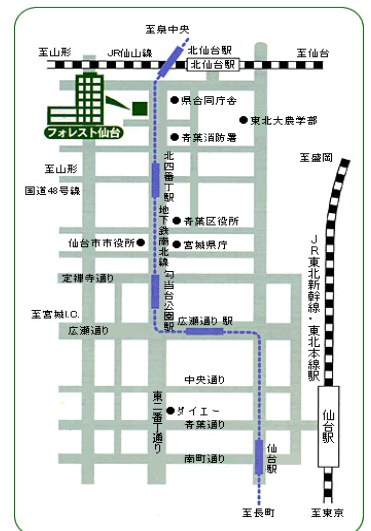 至泉中央
至山形
JR仙山線
北仙台駅
北仙台駅
至仙台
県合同庁舎
東北大農学部
フォレスト仙台
青葉消防署
至山形
国道48号線
北四番丁駅
至盛岡
地下鉄南北線
青葉区役所
仙台市市役所
宮城県庁
JR東北新幹線・東北本線駅
定禅寺通り
勾当台公園駅
至宮城I.C.
広瀬通り
広瀬通り 駅
中央通り
東二番丁通り
ダイエー
青葉通り
南町通り
仙台駅
仙台駅
至長町
至東京